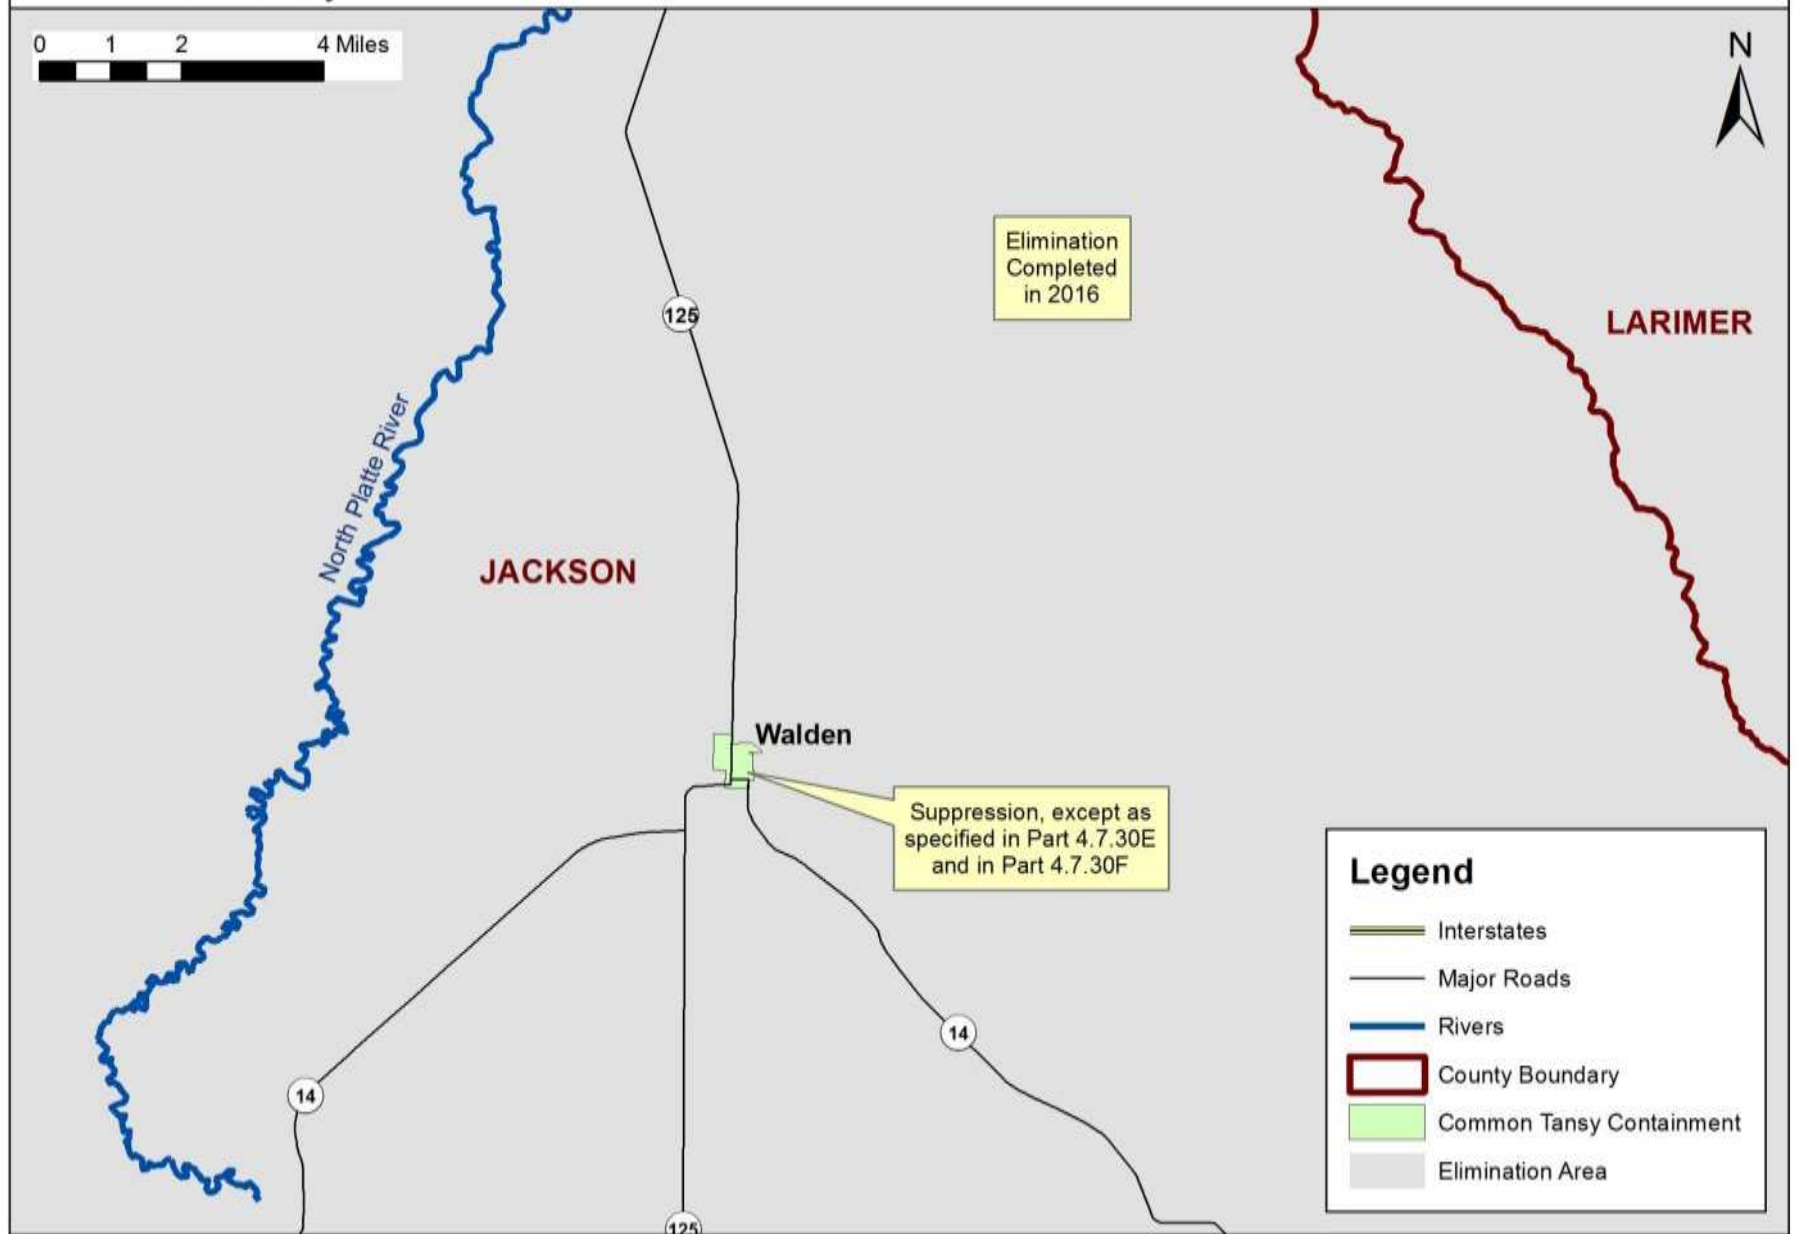 0 1 2 4 Miles
N
Elimination
Completed
in 2016
LARIMER
125
North Platte River
JACKSON
Walden
Suppression, except as
specified in Part 4.7.30E
and in Part 4.7.30F
14
14
125
Legend
Interstates
Major Roads
Rivers
County Boundary
Common Tansy Containment
Elimination Area